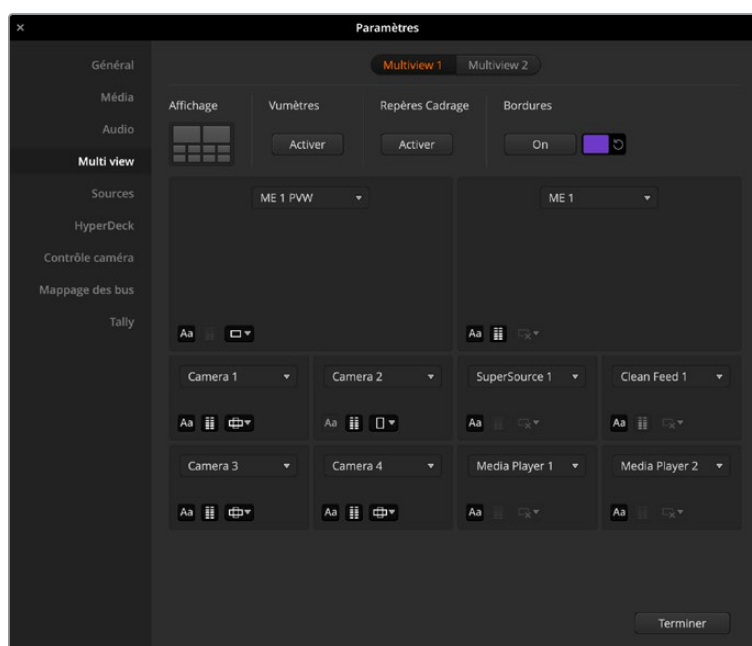 Paramètres
Général
Média
Audio
Multi view
Sources
HyperDeck
Contrôle caméra
Mappage des bus
Tally
Multiview 1 Multiview 2
Affichage Vumètres Repères Cadrage Bordures
Activer Activer On
ME 1 PVW ME 1
Aa Aa
Camera 1 Camera 2 SuperSource 1 Clean Feed 1
Aa Aa Aa Aa
Camera 3 Camera 4 Media Player 1 Media Player 2
Aa Aa Aa Aa
Terminer